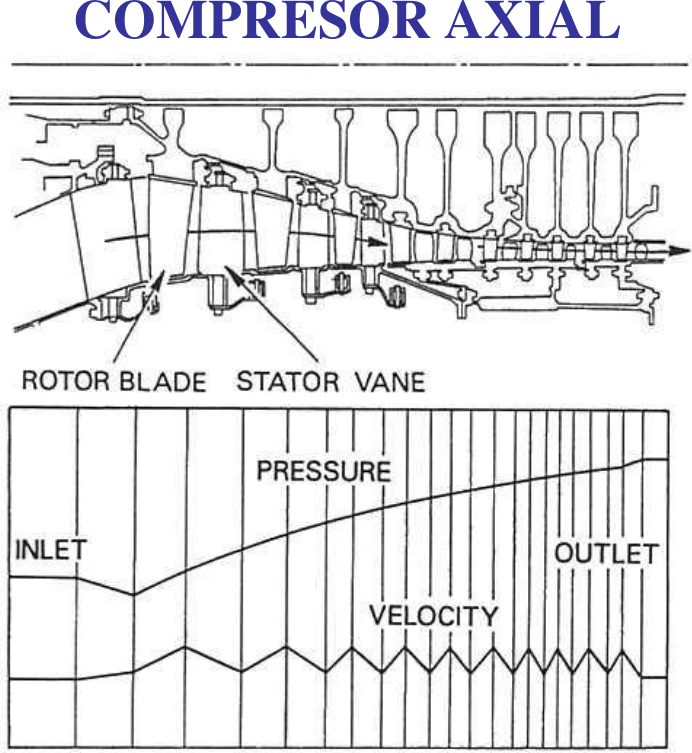 COMPRESOR AXIAL
ROTOR BLADE STATOR VANE
PRESSURE
INLET
OUTLET
VELOCITY